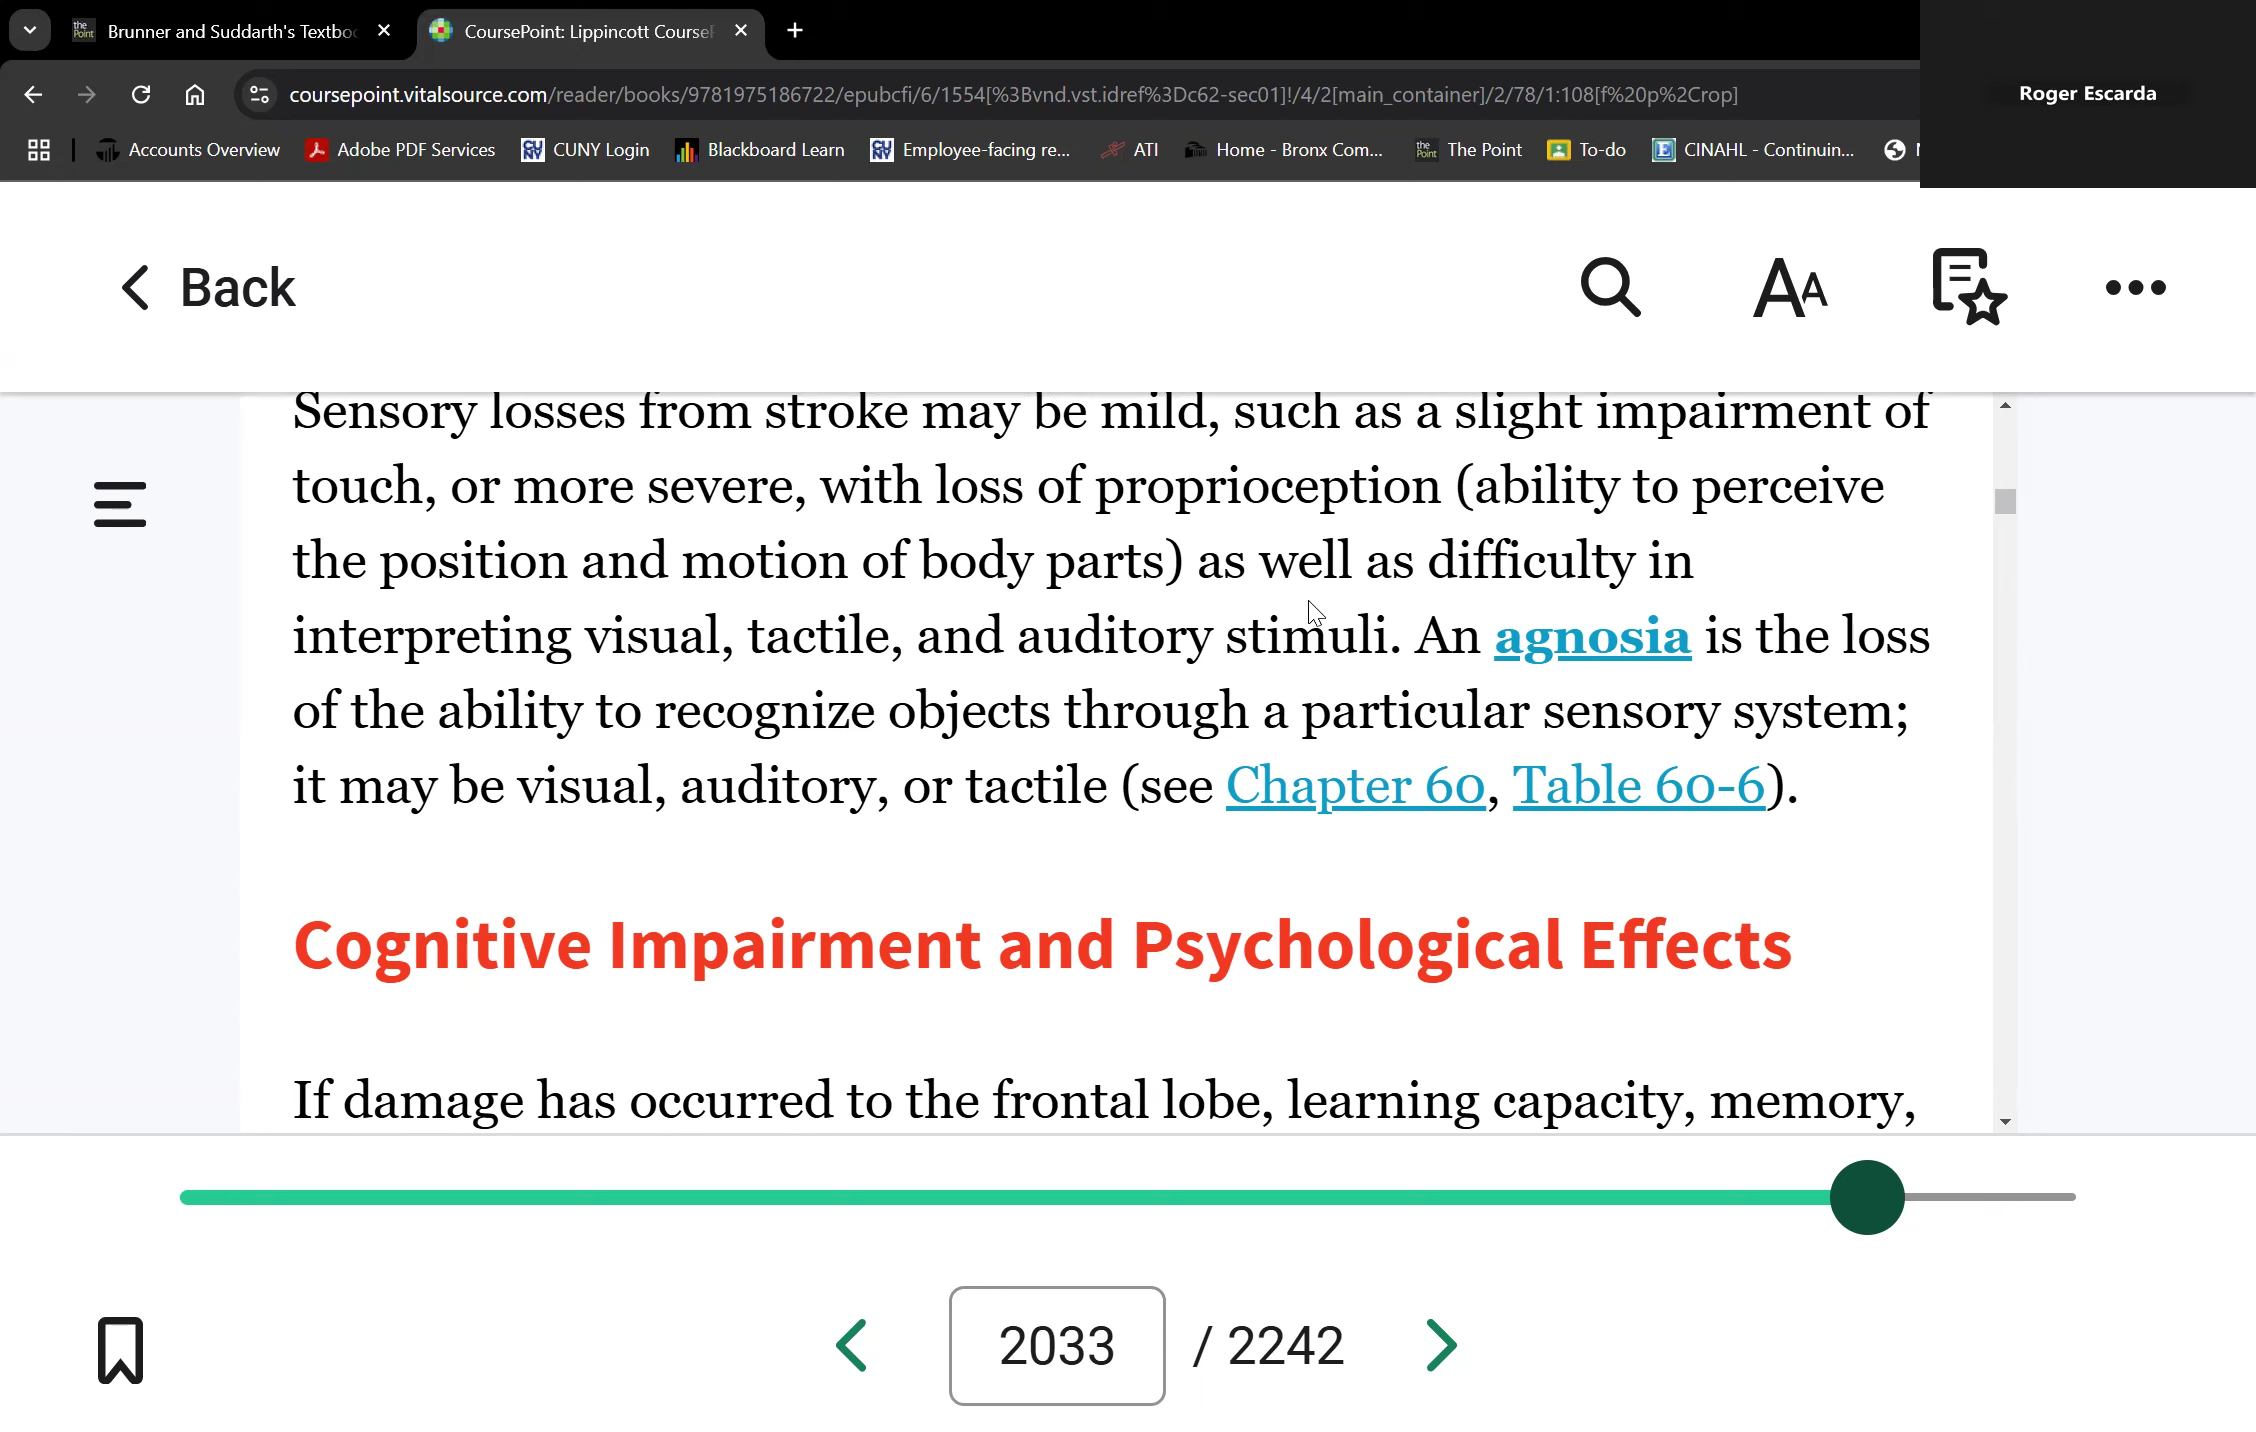 the Point Brunner and Suddarth's Textboo
CoursePoint: Lippincott CourseP
coursepoint.vitalsource.com/reader/books/9781975186722/epubcfi/6/1554[%3Bvnd.vst.idref%3Dc62-sec01]!/4/2[main_container]/2/78/1:108[f%20p%2Crop]
Roger Escarda
Accounts Overview
Adobe PDF Services
CUNY Login
Blackboard Learn
Employee-facing re...
ATI
Home - Bronx Com...
the Point The Point
To-do
E CINAHL - Continuin...
Back
AA
Sensory losses from stroke may be mild, such as a slight impairment of
touch, or more severe, with loss of proprioception (ability to perceive
the position and motion of body parts) as well as difficulty in
interpreting visual, tactile, and auditory stimuli. An agnosia is the loss
of the ability to recognize objects through a particular sensory system;
it may be visual, auditory, or tactile (see Chapter 60, Table 60-6).
Cognitive Impairment and Psychological Effects
If damage has occurred to the frontal lobe, learning capacity, memory,
2033 / 2242